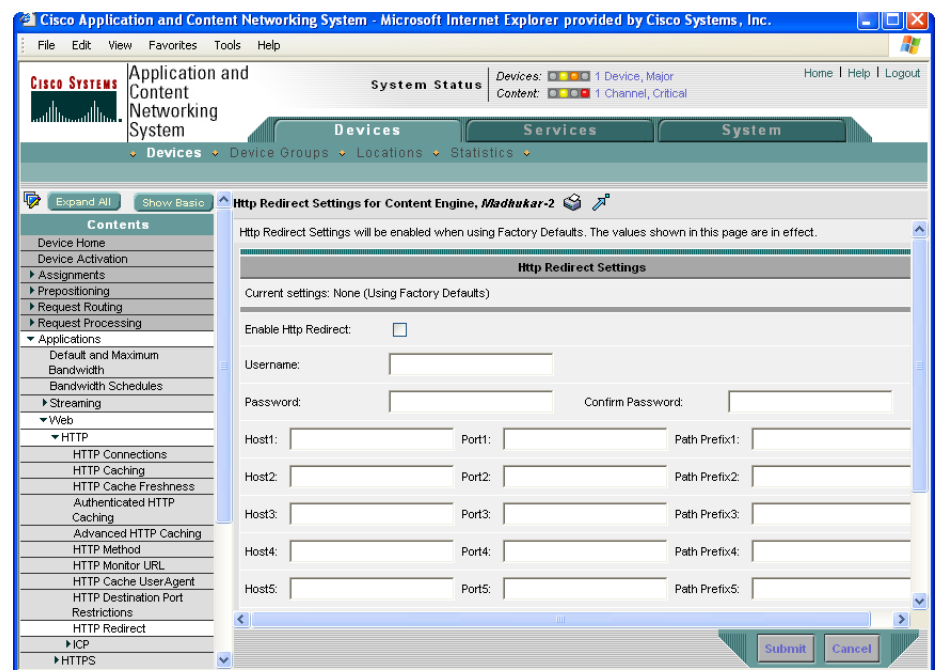 Cisco Application and Content Networking System - Microsoft Internet Explorer provided by Cisco Systems, Inc.
File Edit View Favorites Tools Help
CISCO SYSTEMS
Application and
Content
Networking
System
System Status
Devices: 1 Device, Major
Content: 1 Channel, Critical
Home | Help | Logout
Devices Services System
Devices Device Groups Locations Statistics
Expand All Show Basic
Contents
Device Home
Device Activation
Assignments
Prepositioning
Request Routing
Request Processing
Applications
Default and Maximum
Bandwidth
Bandwidth Schedules
Streaming
Web
HTTP
HTTP Connections
HTTP Caching
HTTP Cache Freshness
Authenticated HTTP
Caching
Advanced HTTP Caching
HTTP Method
HTTP Monitor URL
HTTP Cache UserAgent
HTTP Destination Port
Restrictions
HTTP Redirect
ICP
HTTPS
Http Redirect Settings for Content Engine, Madhukar-2
Http Redirect Settings will be enabled when using Factory Defaults. The values shown in this page are in effect.
Http Redirect Settings
Current settings: None (Using Factory Defaults)
Enable Http Redirect:
Username:
Password: Confirm Password:
Host1: Port1: Path Prefix1:
Host2: Port2: Path Prefix2:
Host3: Port3: Path Prefix3:
Host4: Port4: Path Prefix4:
Host5: Port5: Path Prefix5:
Submit Cancel